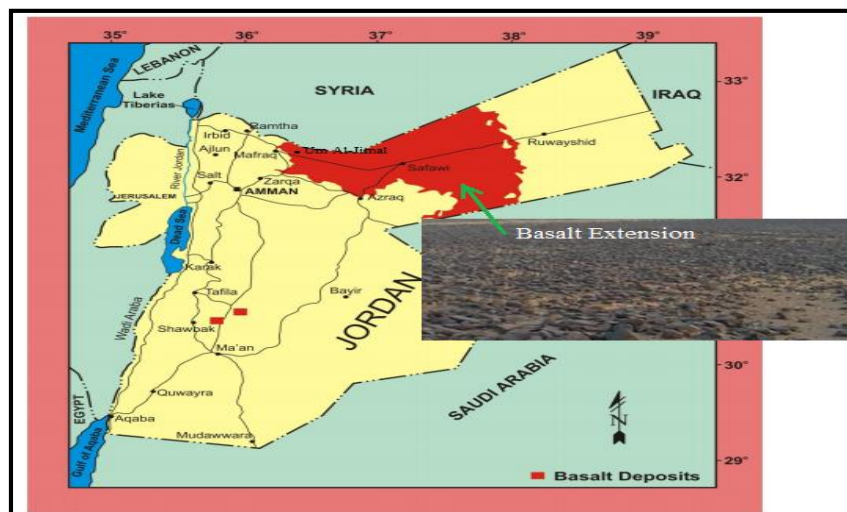 35°
36°
37°
38°
39°
LEBANON
Mediterranean Sea
SYRIA
IRAQ
33°
Lake
Tiberias
Ramtha
Irbid
Um Al-Jimal
Ajlun
Mafraq
Ruwayshid
Safawi
River Jordan
Salt
Zarqa
32°
AMMAN
JERUSALEM
Azraq
Dead Sea
Basalt Extension
Karak
Tafila
Bayir
JORDAN
Wadi Araba
Shawbak
Ma'an
30°
SAUDI ARABIA
Quwayra
EGYPT
Aqaba
N
Mudawwara
Gulf of Aqaba
29°
Basalt Deposits